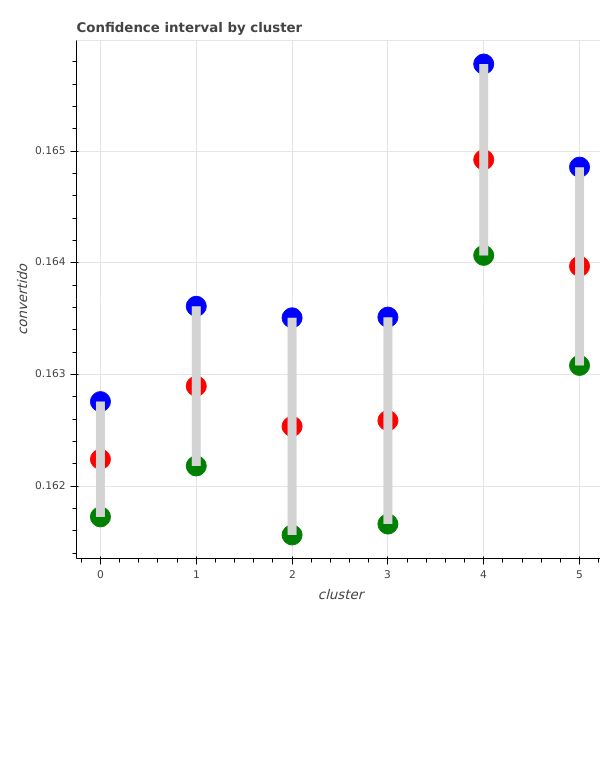 Confidence interval by cluster
0.165
0.164
0.163
0.162
convertido
0 1 2 3 4 5
cluster